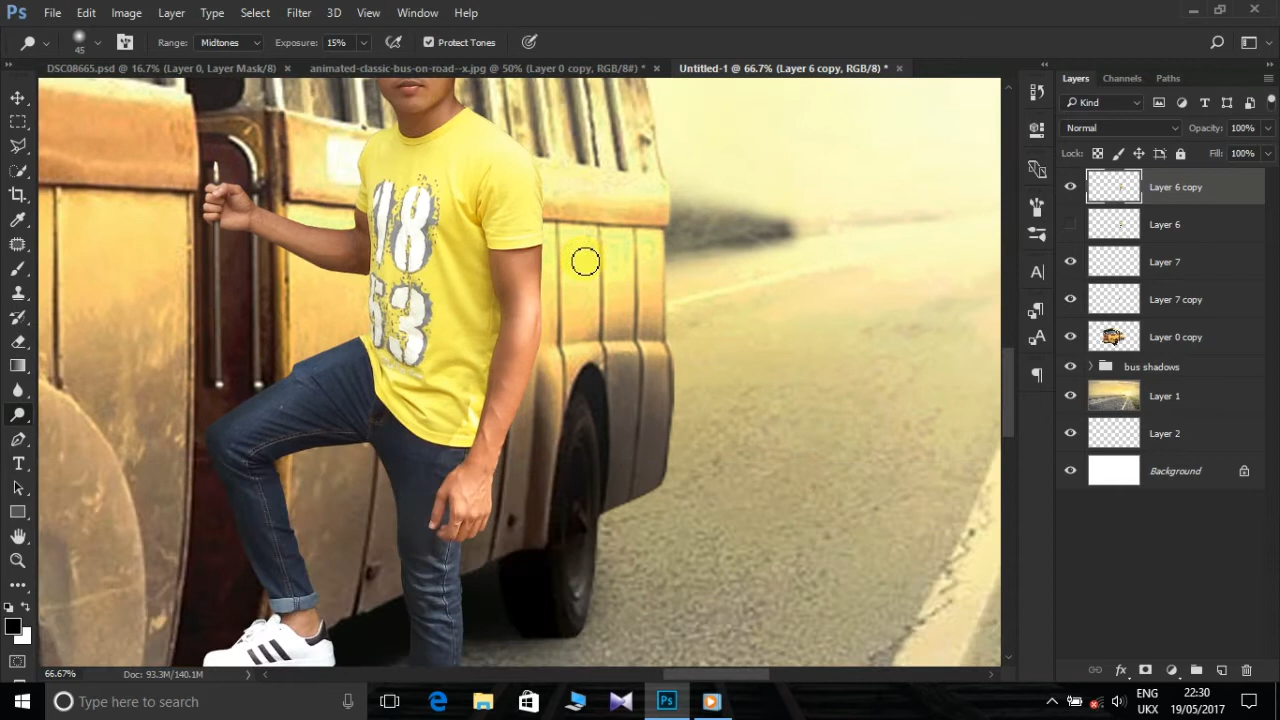 Ps File Edit Image Layer Type Select Filter 3D View Window Help
45 Range: Midtones Exposure: 15% Protect Tones
DSC08665.psd @ 16.7% (Layer 0, Layer Mask/8) × animated-classic-bus-on-road--x.jpg @ 50% (Layer 0 copy, RGB/8#) * × Untitled-1 @ 66.7% (Layer 6 copy, RGB/8) * ×
Layers Channels Paths
Kind
Normal Opacity: 100%
Lock: Fill: 100%
Layer 6 copy
Layer 6
Layer 7
Layer 7 copy
Layer 0 copy
bus shadows
Layer 1
Layer 2
Background
66.67% Doc: 93.3M/140.1M
Type here to search
ENG
UKX
22:30
19/05/2017